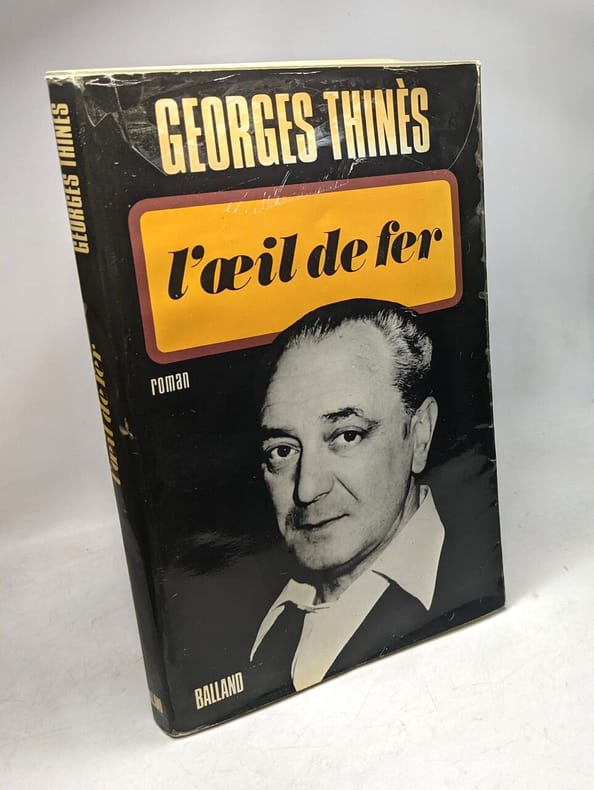 GEORGES THINÈS
l'œil de fer
roman
BALLAND
GEORGES THINÈS
l'œil de fer